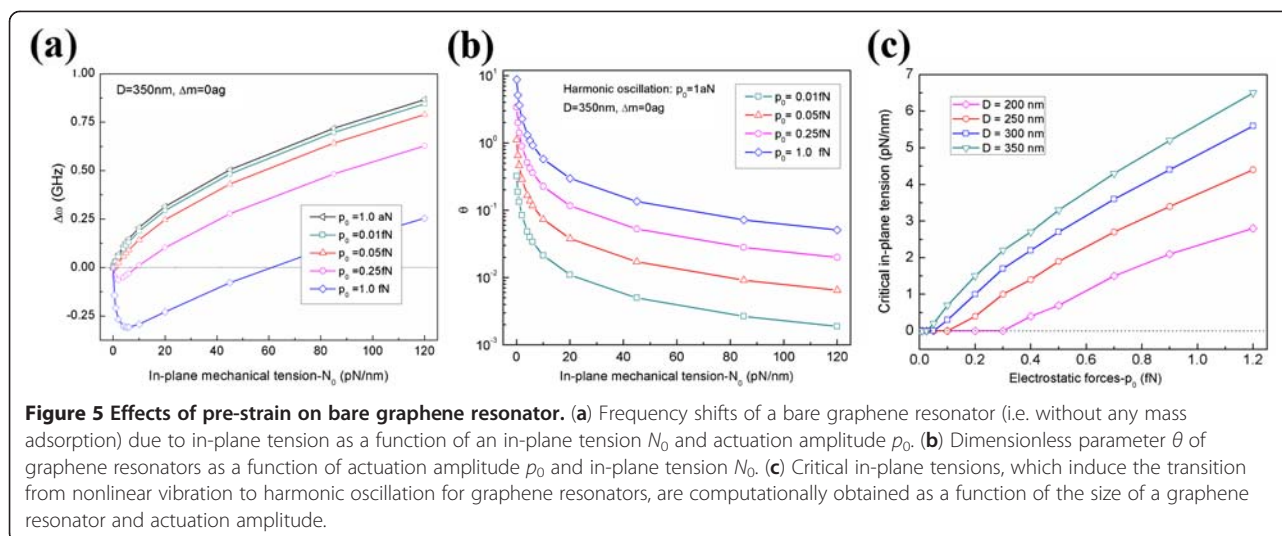 (a)
D=350nm, Δm=0ag
1.00
0.75
0.50
0.25
0.00
-0.25
Δω (GHz)
p₀ =1.0 aN
p₀ =0.01fN
p₀ =0.05fN
p₀ =0.25fN
p₀ =1.0 fN
0 20 40 60 80 100 120
In-plane mechanical tension-N₀ (pN/nm)
(b)
Harmonic oscillation: p₀=1aN
D=350nm, Δm=0ag
10¹
10⁰
10⁻¹
10⁻²
10⁻³
θ
p₀= 0.01fN
p₀= 0.05fN
p₀= 0.25fN
p₀= 1.0 fN
0 20 40 60 80 100 120
In-plane mechanical tension-N₀ (pN/nm)
(c)
7
6
5
4
3
2
1
0
Critical in-plane tension (pN/nm)
D = 200 nm
D = 250 nm
D = 300 nm
D = 350 nm
0.0 0.2 0.4 0.6 0.8 1.0 1.2
Electrostatic forces-p₀ (fN)
Figure 5 Effects of pre-strain on bare graphene resonator. (a) Frequency shifts of a bare graphene resonator (i.e. without any mass
adsorption) due to in-plane tension as a function of an in-plane tension N₀ and actuation amplitude p₀. (b) Dimensionless parameter θ of
graphene resonators as a function of actuation amplitude p₀ and in-plane tension N₀. (c) Critical in-plane tensions, which induce the transition
from nonlinear vibration to harmonic oscillation for graphene resonators, are computationally obtained as a function of the size of a graphene
resonator and actuation amplitude.